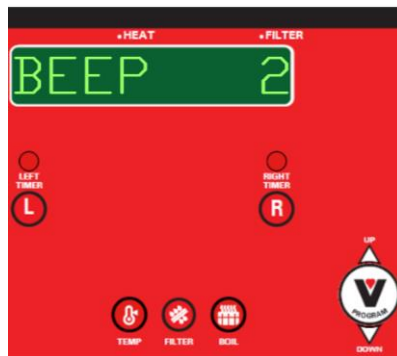 • HEAT • FILTER
BEEP 2
LEFT TIMER
RIGHT TIMER
L R
UP
V
PROGRAM
DOWN
TEMP FILTER BOIL